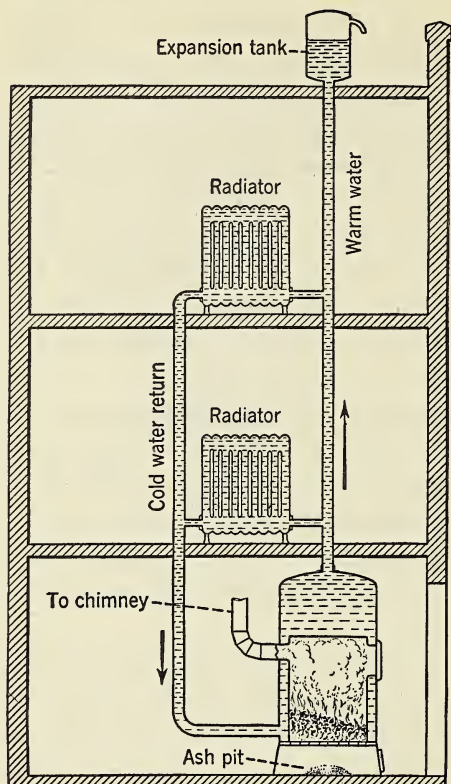 Expansion tank
Radiator
Warm water
Cold water return
Radiator
To chimney
Ash pit